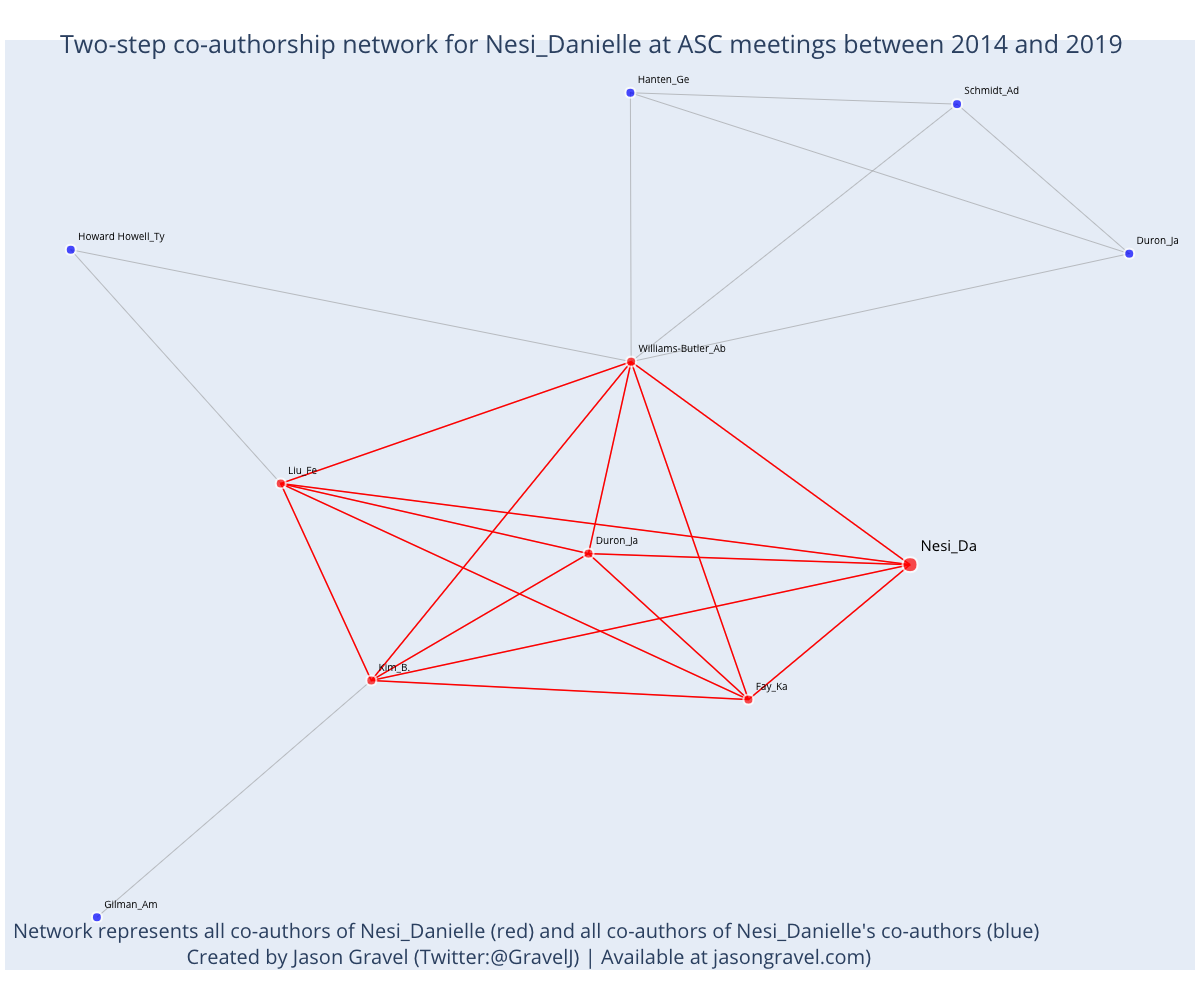 Two-step co-authorship network for Nesi_Danielle at ASC meetings between 2014 and 2019
Hanten_Ge
Schmidt_Ad
Howard Howell_Ty
Duron_Ja
Williams-Butler_Ab
Liu_Fe
Duron_Ja
Nesi_Da
Kim_B.
Fay_Ka
Gilman_Am
Network represents all co-authors of Nesi_Danielle (red) and all co-authors of Nesi_Danielle's co-authors (blue)
Created by Jason Gravel (Twitter:@GravelJ) | Available at jasongravel.com)